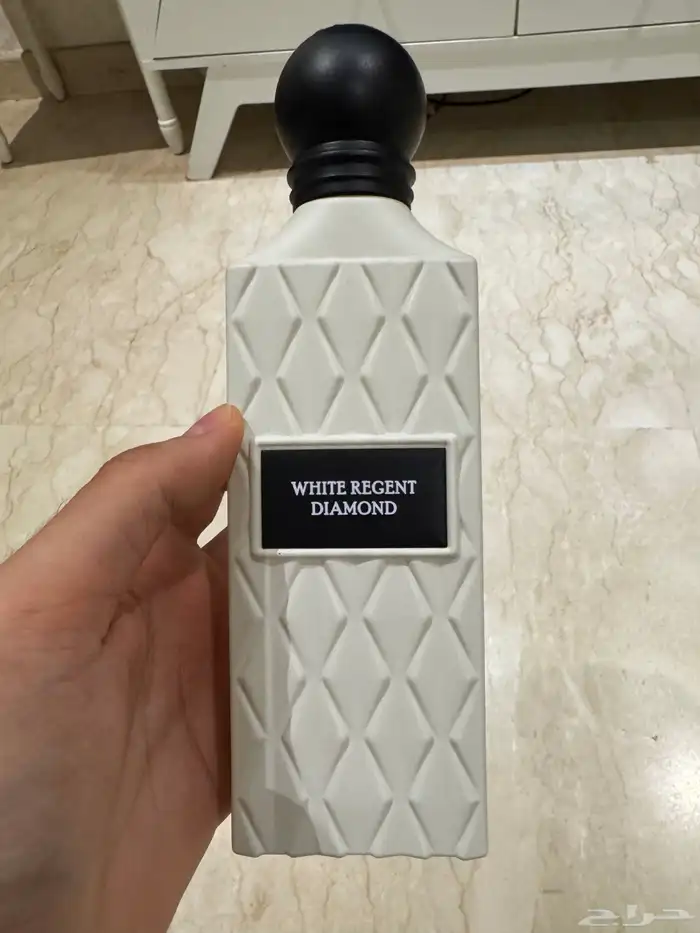 WHITE REGENT
DIAMOND
حراج